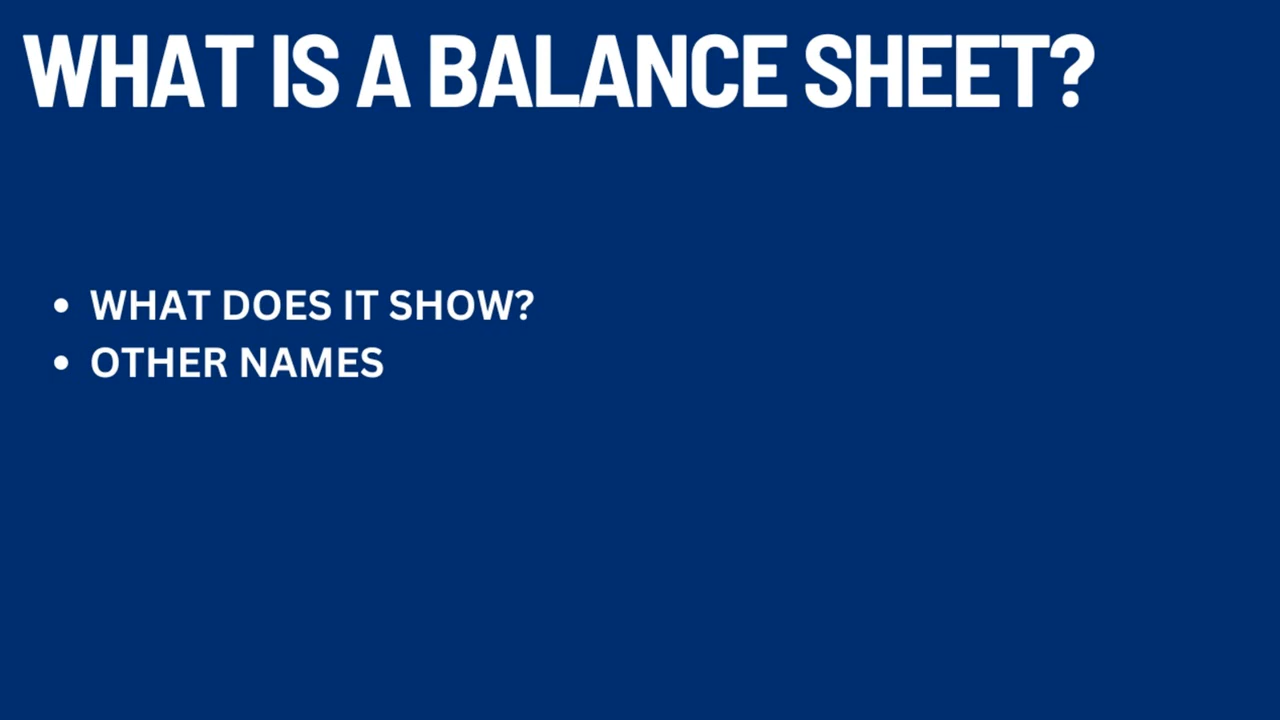 WHAT IS A BALANCE SHEET?
• WHAT DOES IT SHOW?
• OTHER NAMES